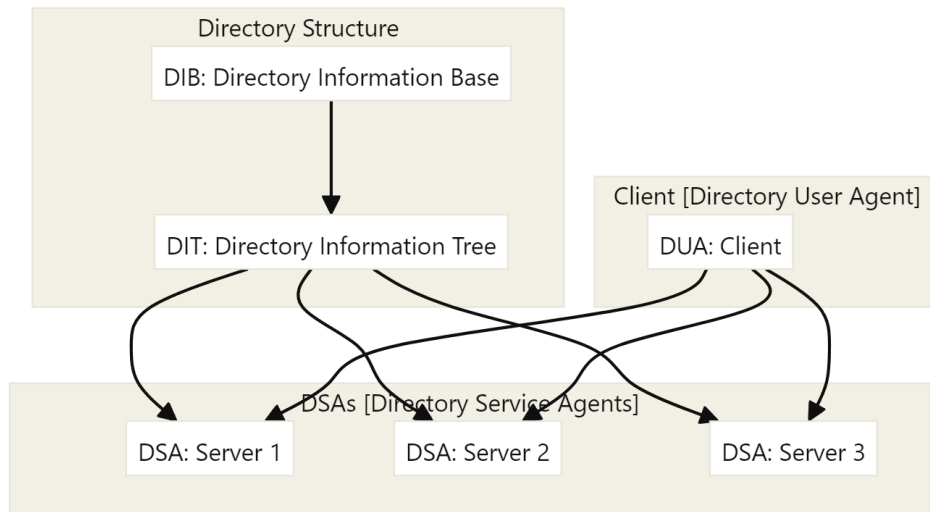 Directory Structure
DIB: Directory Information Base
DIT: Directory Information Tree
Client [Directory User Agent]
DUA: Client
DSAs [Directory Service Agents]
DSA: Server 1
DSA: Server 2
DSA: Server 3